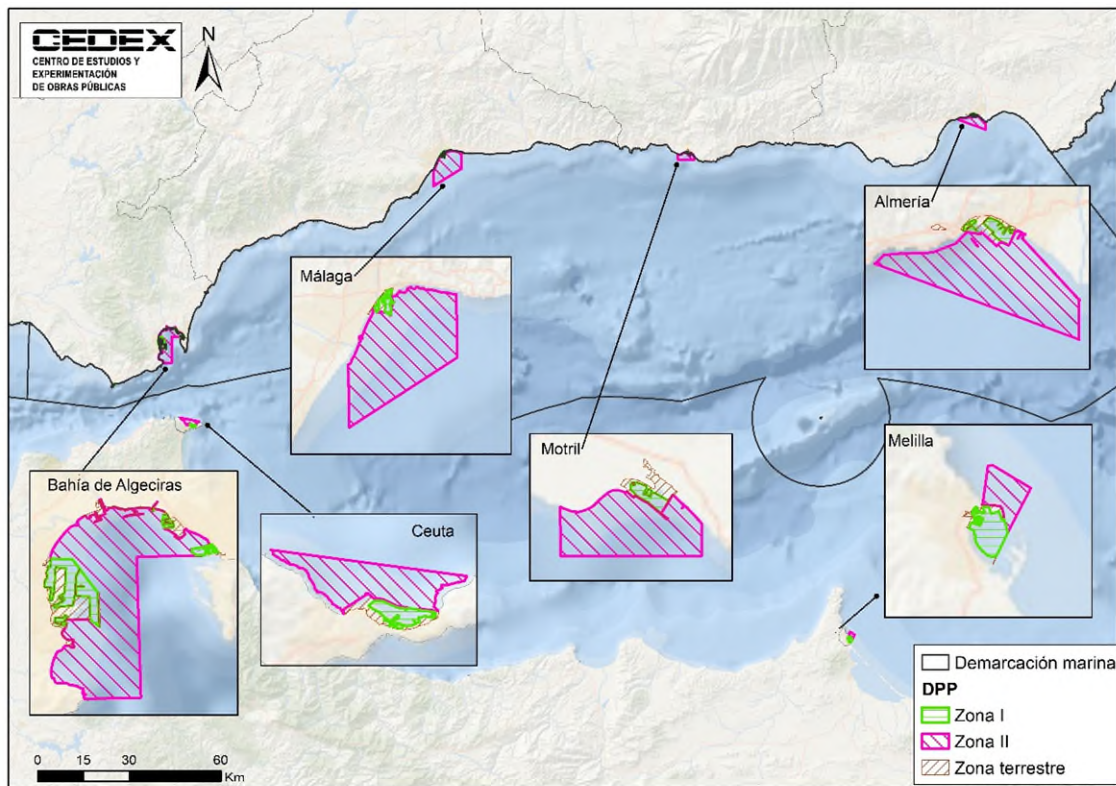 CEDEX
CENTRO DE ESTUDIOS Y
EXPERIMENTACIÓN
DE OBRAS PÚBLICAS
N
Almería
Málaga
Motril
Melilla
Bahía de Algeciras
Ceuta
Demarcación marina
DPP
Zona I
Zona II
Zona terrestre
0 15 30 60
Km